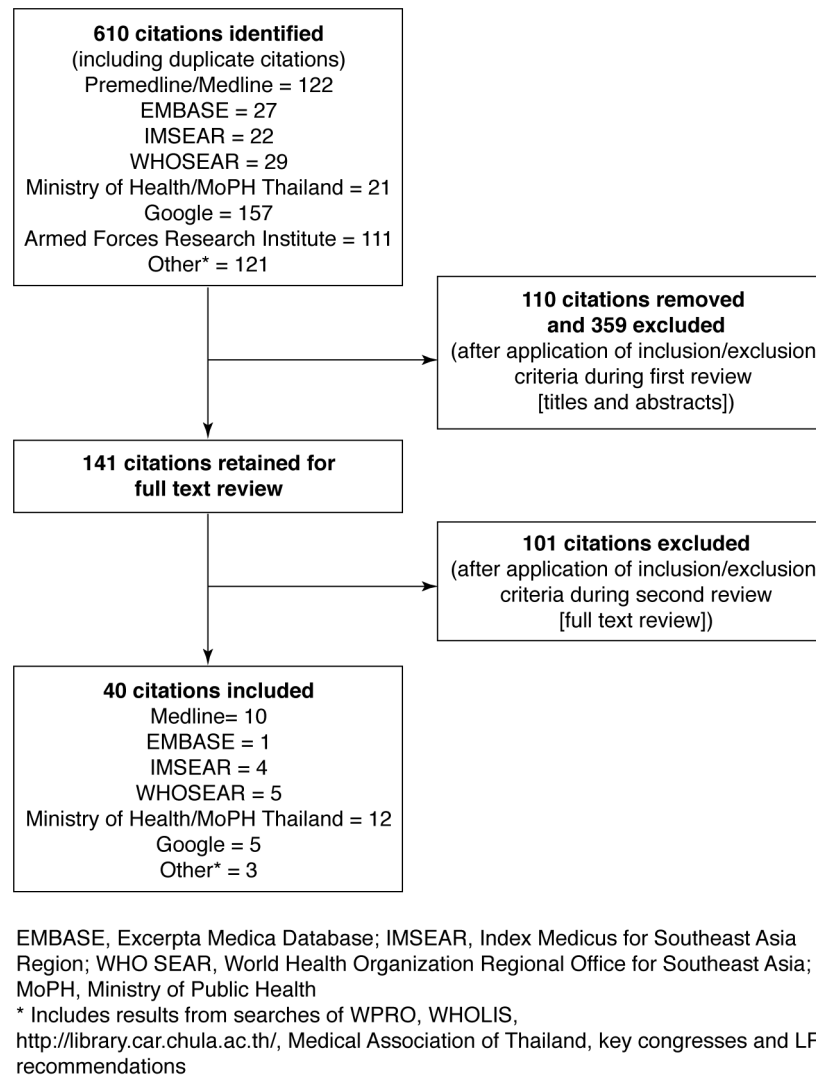 610 citations identified
(including duplicate citations)
Premedline/Medline = 122
EMBASE = 27
IMSEAR = 22
WHOSEAR = 29
Ministry of Health/MoPH Thailand = 21
Google = 157
Armed Forces Research Institute = 111
Other* = 121
110 citations removed
and 359 excluded
(after application of inclusion/exclusion
criteria during first review
[titles and abstracts])
141 citations retained for
full text review
101 citations excluded
(after application of inclusion/exclusion
criteria during second review
[full text review])
40 citations included
Medline= 10
EMBASE = 1
IMSEAR = 4
WHOSEAR = 5
Ministry of Health/MoPH Thailand = 12
Google = 5
Other* = 3
EMBASE, Excerpta Medica Database; IMSEAR, Index Medicus for Southeast Asia
Region; WHO SEAR, World Health Organization Regional Office for Southeast Asia;
MoPH, Ministry of Public Health
* Includes results from searches of WPRO, WHOLIS,
http://library.car.chula.ac.th/, Medical Association of Thailand, key congresses and
recommendations